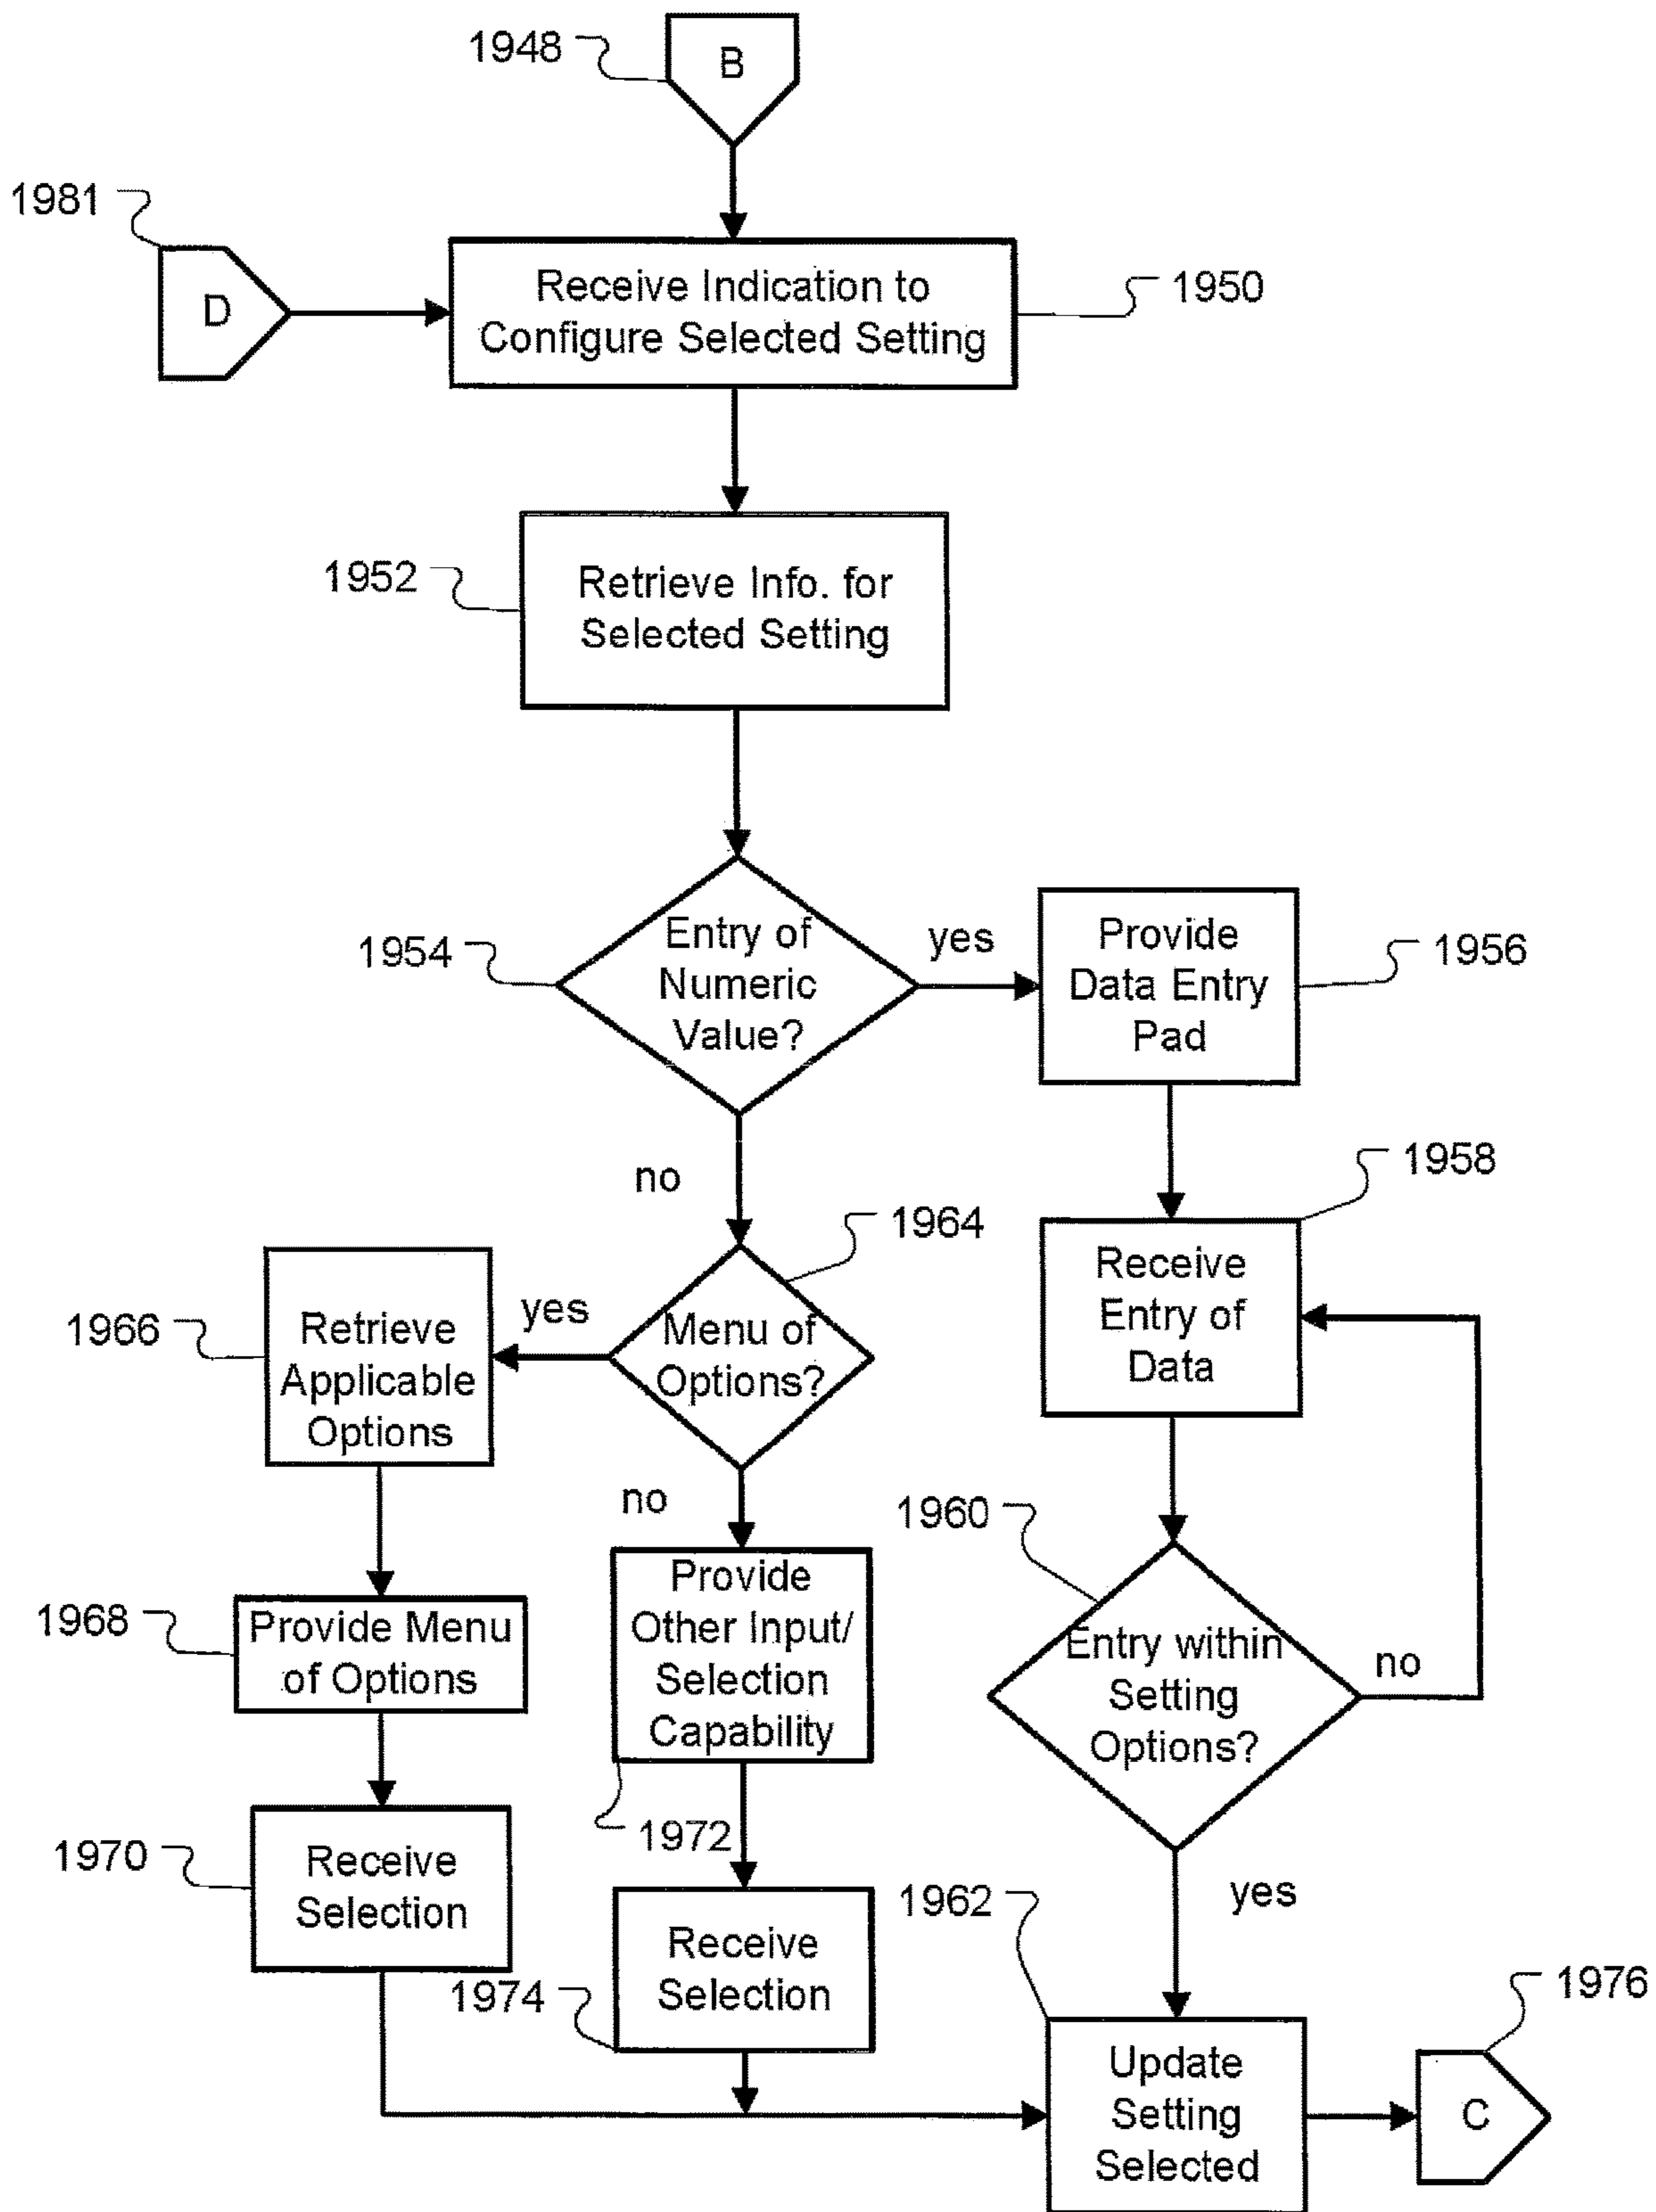 1948
B
1981
D
Receive Indication to
Configure Selected Setting
1950
1952
Retrieve Info. for
Selected Setting
1954
Entry of
Numeric
Value?
yes
Provide
Data Entry
Pad
1956
no
1958
Receive
Entry of
Data
1964
Menu of
Options?
yes
1966
Retrieve
Applicable
Options
no
1960
Entry within
Setting
Options?
no
1968
Provide Menu
of Options
Provide
Other Input/
Selection
Capability
1972
1970
Receive
Selection
yes
1962
Receive
Selection
1974
1976
Update
Setting
Selected
C